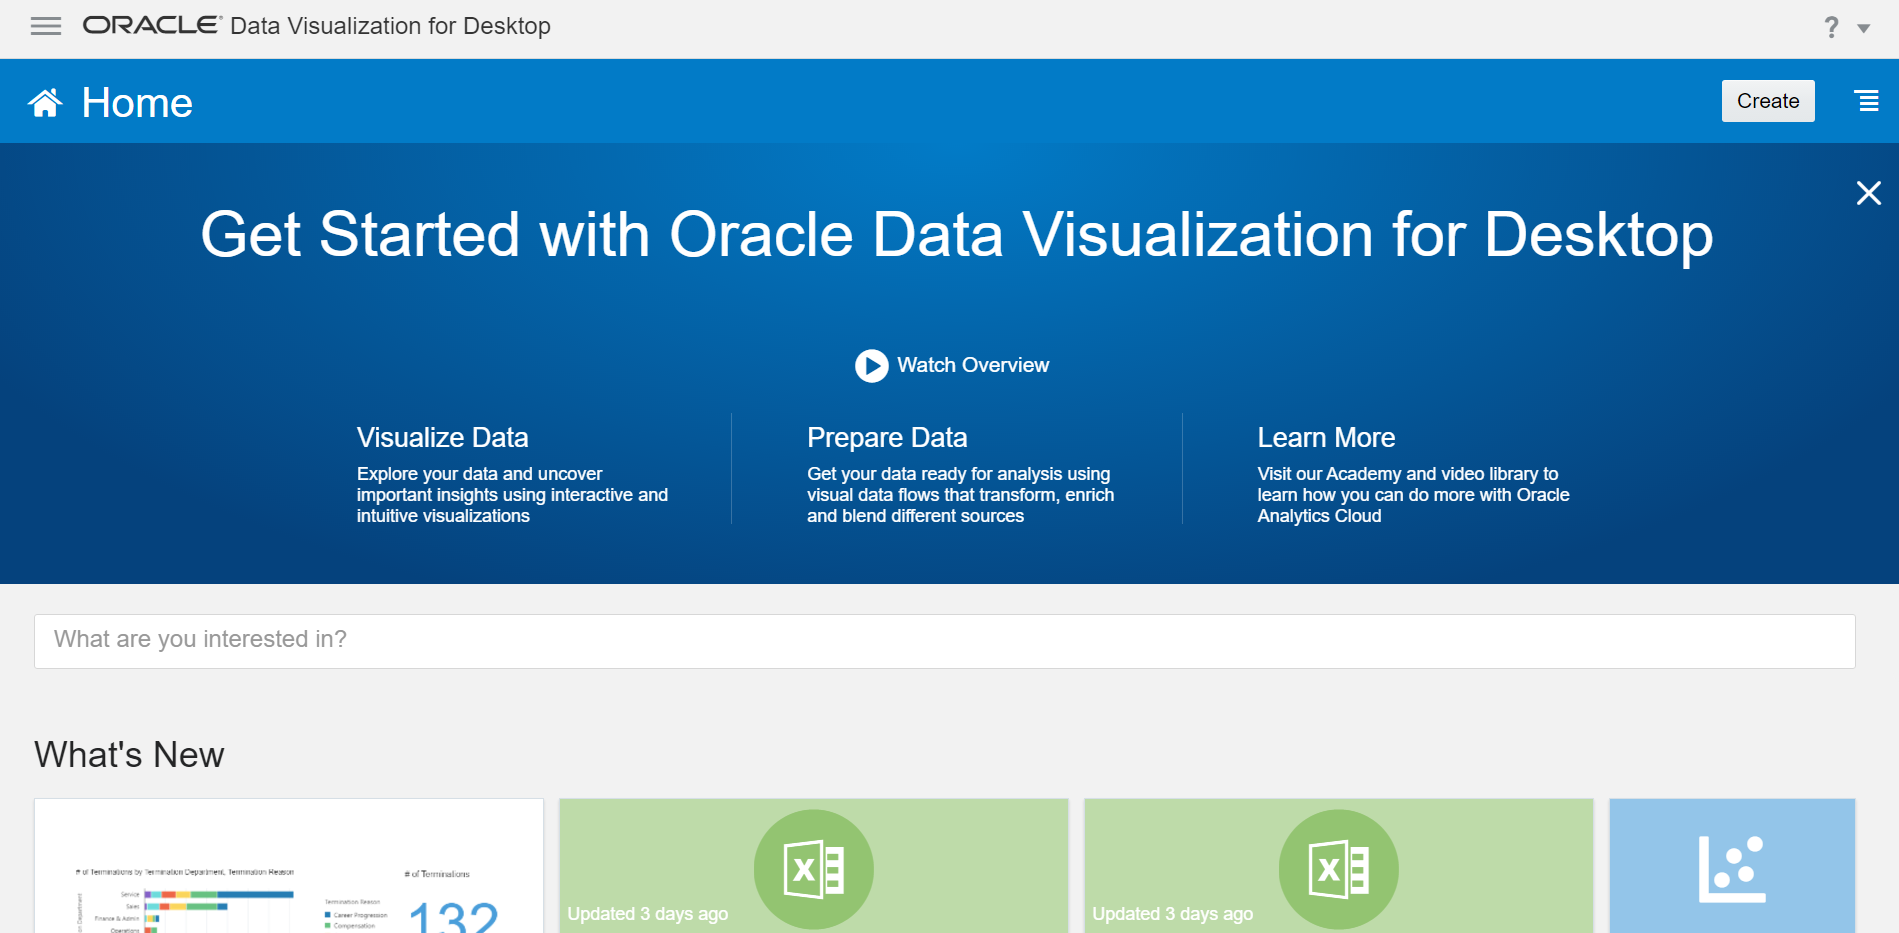 ORACLE® Data Visualization for Desktop
?
Home
Create
Get Started with Oracle Data Visualization for Desktop
Watch Overview
Visualize Data
Explore your data and uncover
important insights using interactive and
intuitive visualizations
Prepare Data
Get your data ready for analysis using
visual data flows that transform, enrich
and blend different sources
Learn More
Visit our Academy and video library to
learn how you can do more with Oracle
Analytics Cloud
What are you interested in?
What's New
# of Terminations by Termination Department, Termination Reason
Service
Sales
Finance & Admin
Operations
Termination Reason
Career Progression
Compensation
# of Terminations
132
X
Updated 3 days ago
X
Updated 3 days ago